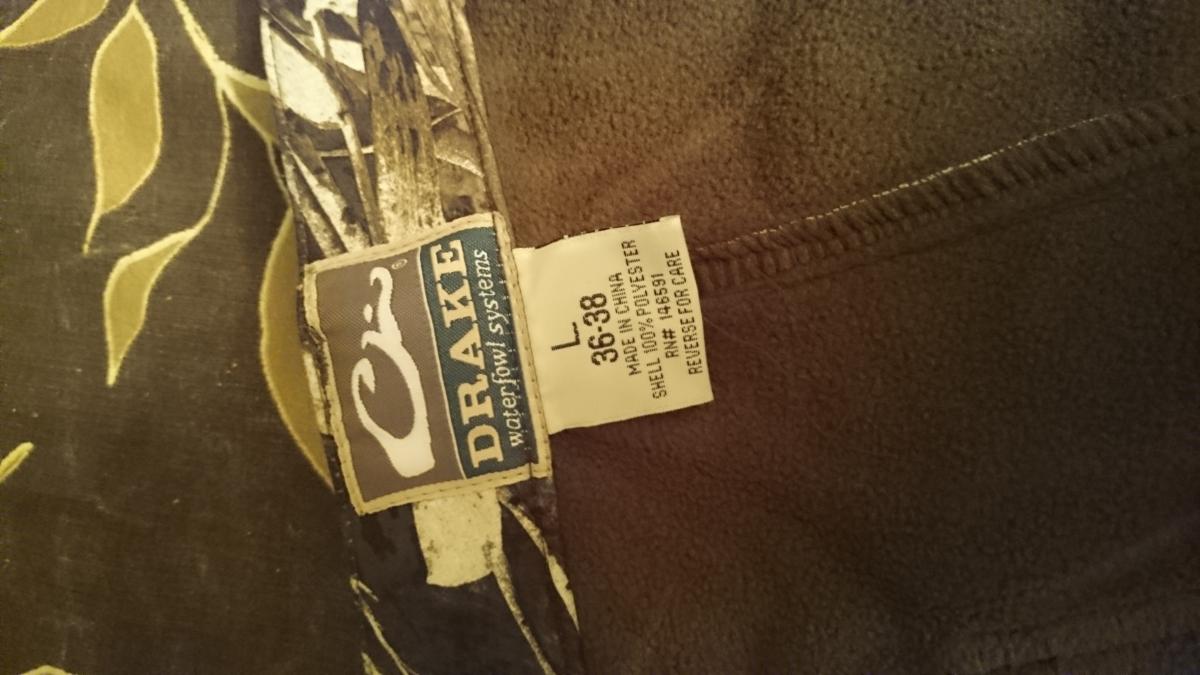 ®
DRAKE
waterfowl systems
L
36-38
MADE IN CHINA
SHELL 100% POLYESTER
RN# 146591
REVERSE FOR CARE